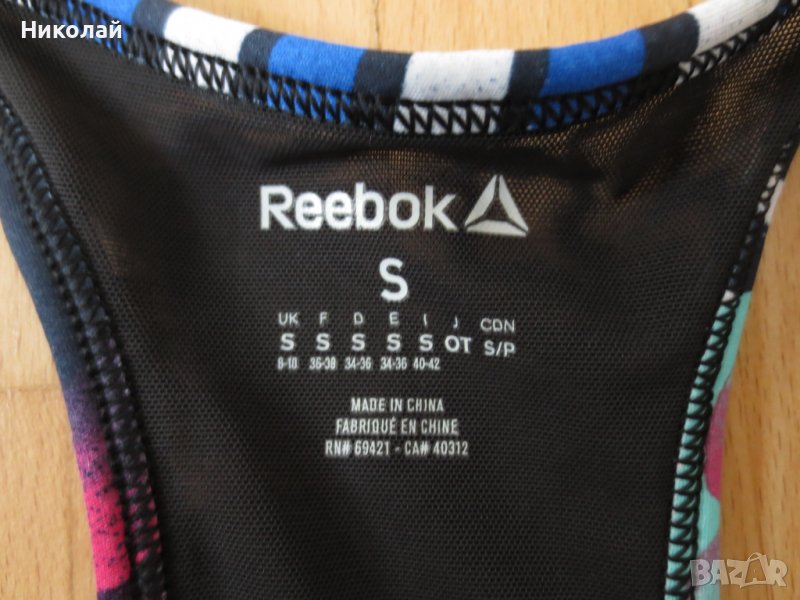 Николай
Reebok
S
UK F D E I J CDN
S S S S S OT S/P
8-10 36-38 34-36 34-36 40-42
MADE IN CHINA
FABRIQUÉ EN CHINE
RN# 69421 - CA# 40312
BAZAR